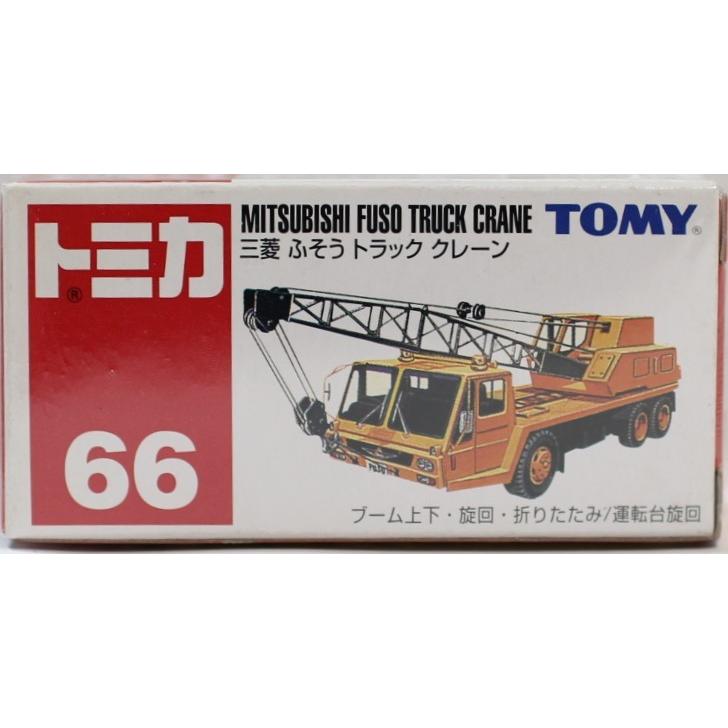 トミカ®
66
MITSUBISHI FUSO TRUCK CRANE TOMY®
三菱 ふそう トラック クレーン
FUSO
ブーム上下・旋回・折りたたみ/運転台旋回